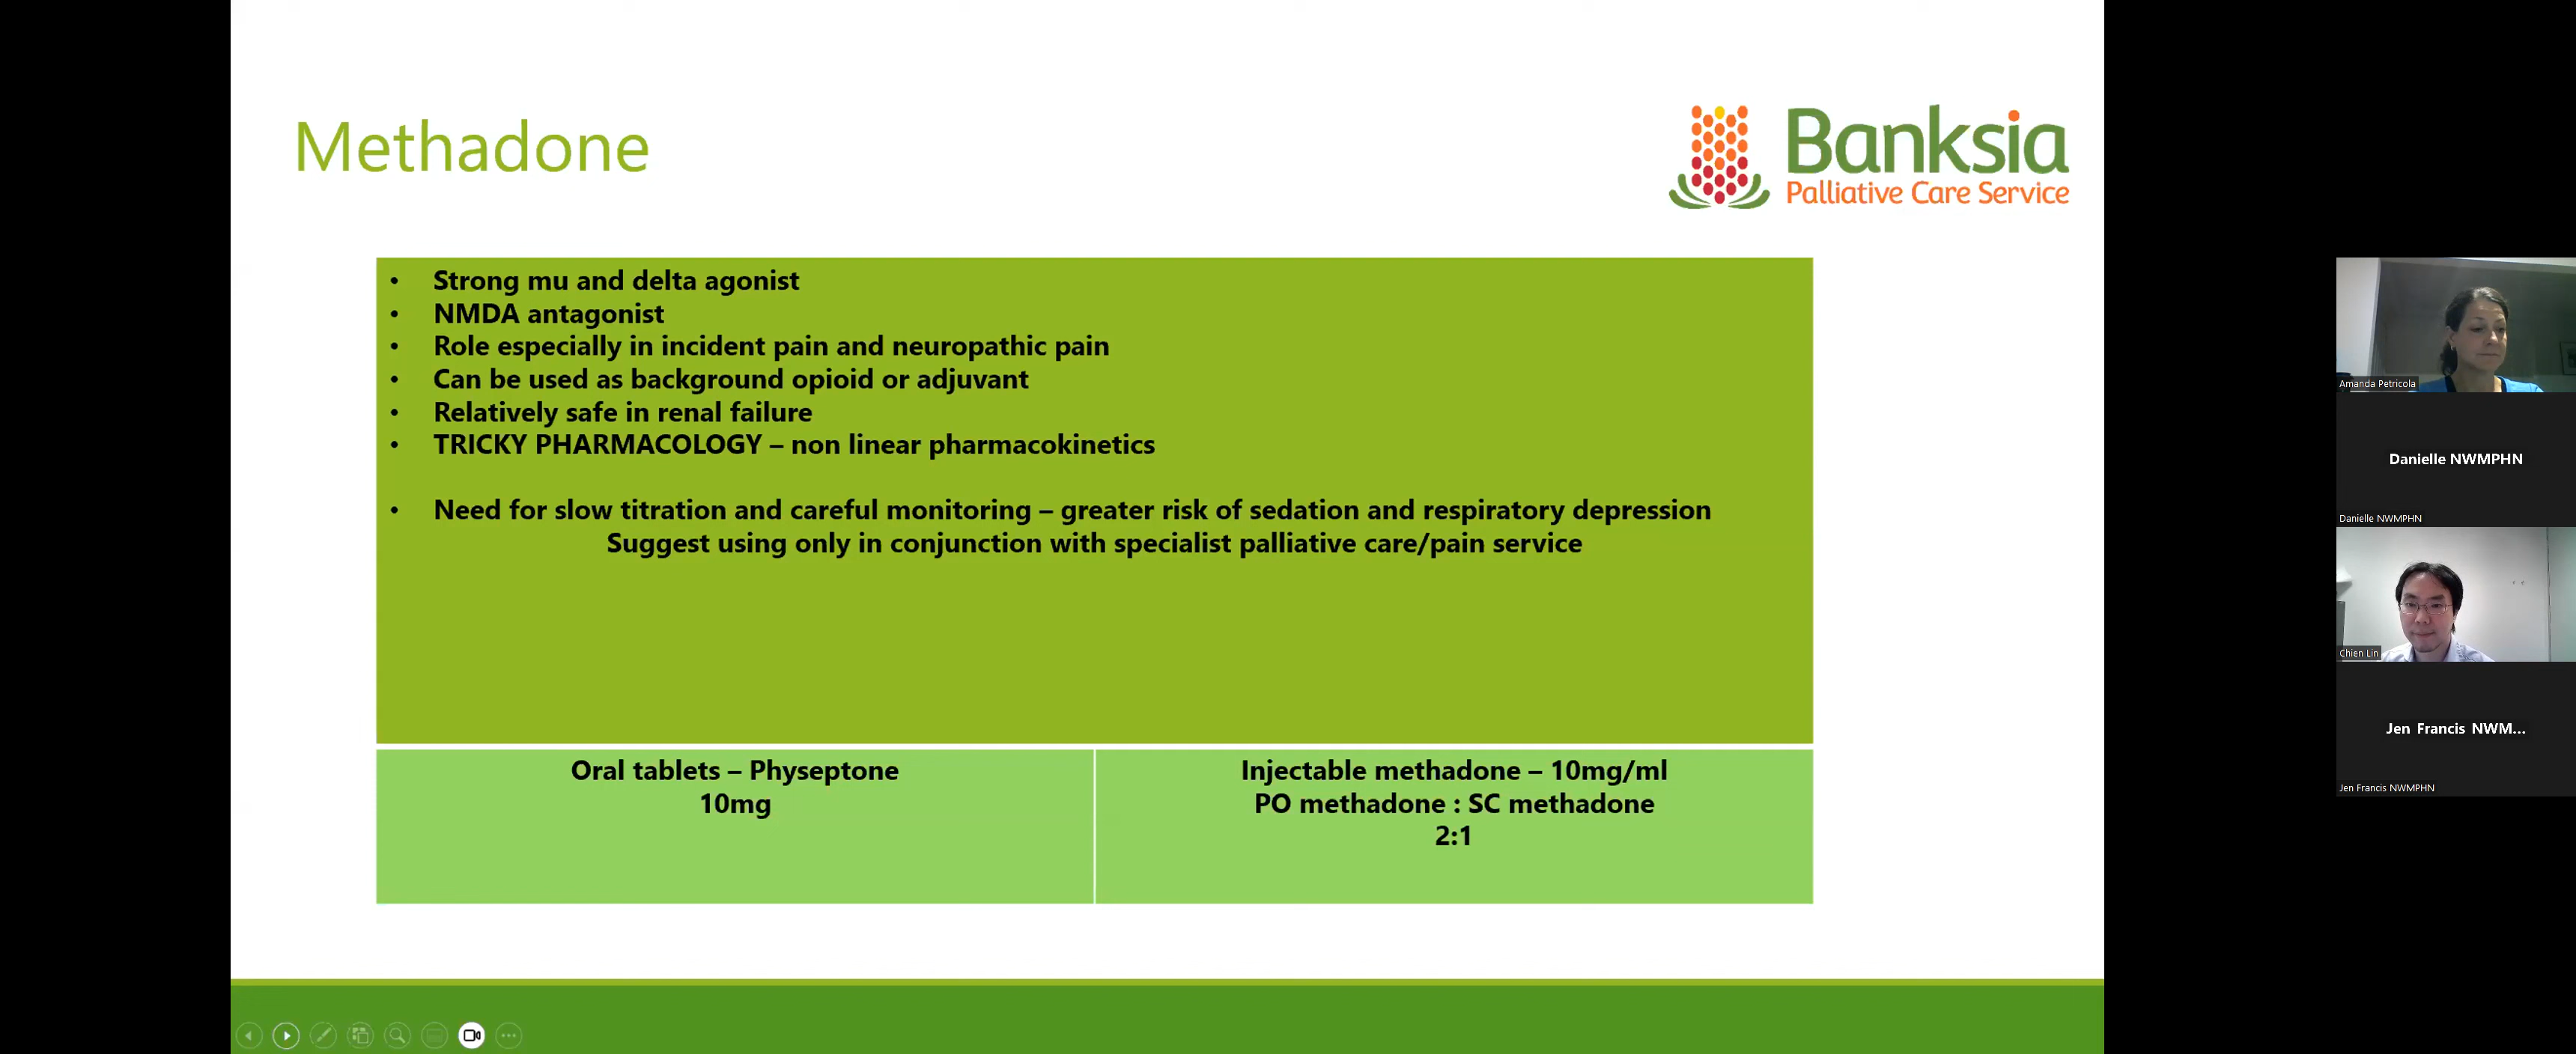 Methadone
Banksia
Palliative Care Service
• Strong mu and delta agonist
• NMDA antagonist
• Role especially in incident pain and neuropathic pain
• Can be used as background opioid or adjuvant
• Relatively safe in renal failure
• TRICKY PHARMACOLOGY – non linear pharmacokinetics
• Need for slow titration and careful monitoring – greater risk of sedation and respiratory depression
Suggest using only in conjunction with specialist palliative care/pain service
Oral tablets – Physeptone
10mg
Injectable methadone – 10mg/ml
PO methadone : SC methadone
2:1
Amanda Petricola
Danielle NWMPHN
Danielle NWMPHN
Chien Lin
Jen Francis NWM...
Jen Francis NWMPHN